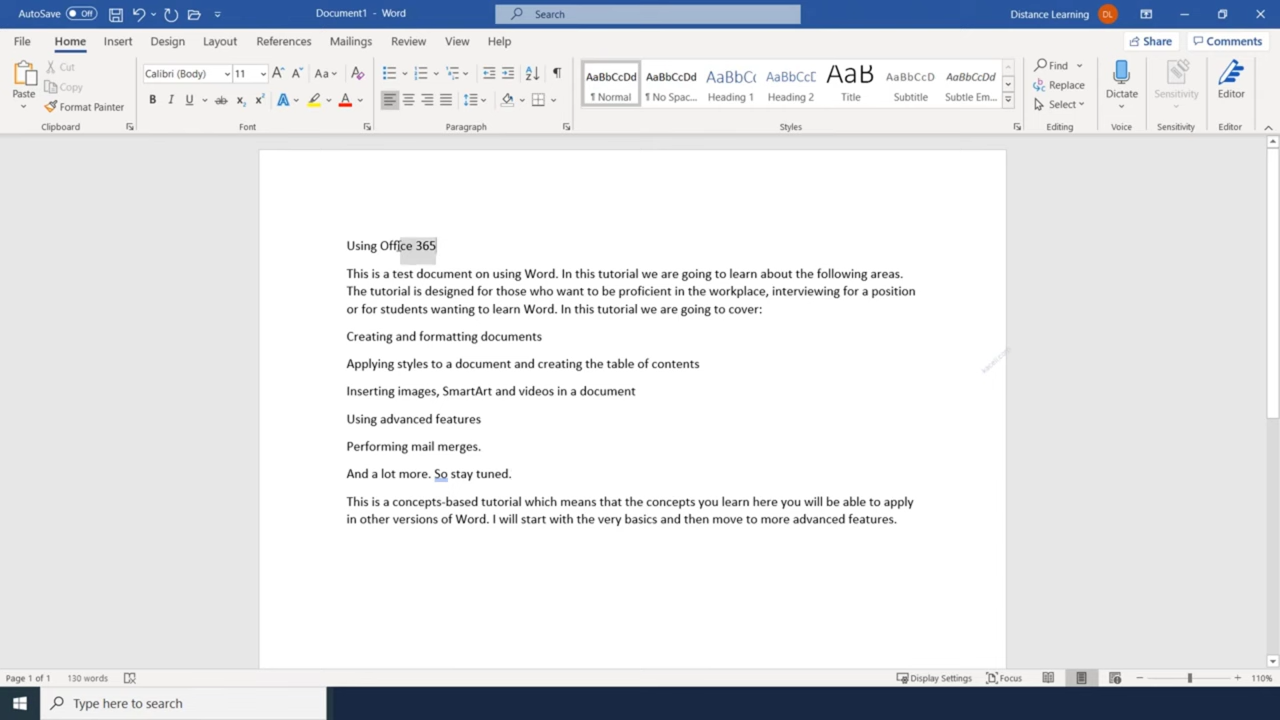 AutoSave Off Document1 - Word Search Distance Learning DL
File Home Insert Design Layout References Mailings Review View Help Share Comments
Paste Cut Copy Format Painter
Clipboard
Calibri (Body) 11
Font
Paragraph
AaBbCcDd AaBbCcDd AaBbCc AaBbCcD AaB AaBbCcD AaBbCcDd
¶ Normal ¶ No Spac... Heading 1 Heading 2 Title Subtitle Subtle Em...
Styles
Find
Replace
Select
Editing
Dictate
Voice
Sensitivity
Sensitivity
Editor
Editor
Using Office 365
This is a test document on using Word. In this tutorial we are going to learn about the following areas.
The tutorial is designed for those who want to be proficient in the workplace, interviewing for a position
or for students wanting to learn Word. In this tutorial we are going to cover:
Creating and formatting documents
Applying styles to a document and creating the table of contents
Inserting images, SmartArt and videos in a document
Using advanced features
Performing mail merges.
And a lot more. So stay tuned.
This is a concepts-based tutorial which means that the concepts you learn here you will be able to apply
in other versions of Word. I will start with the very basics and then move to more advanced features.
Page 1 of 1 130 words Display Settings Focus 110%
Type here to search